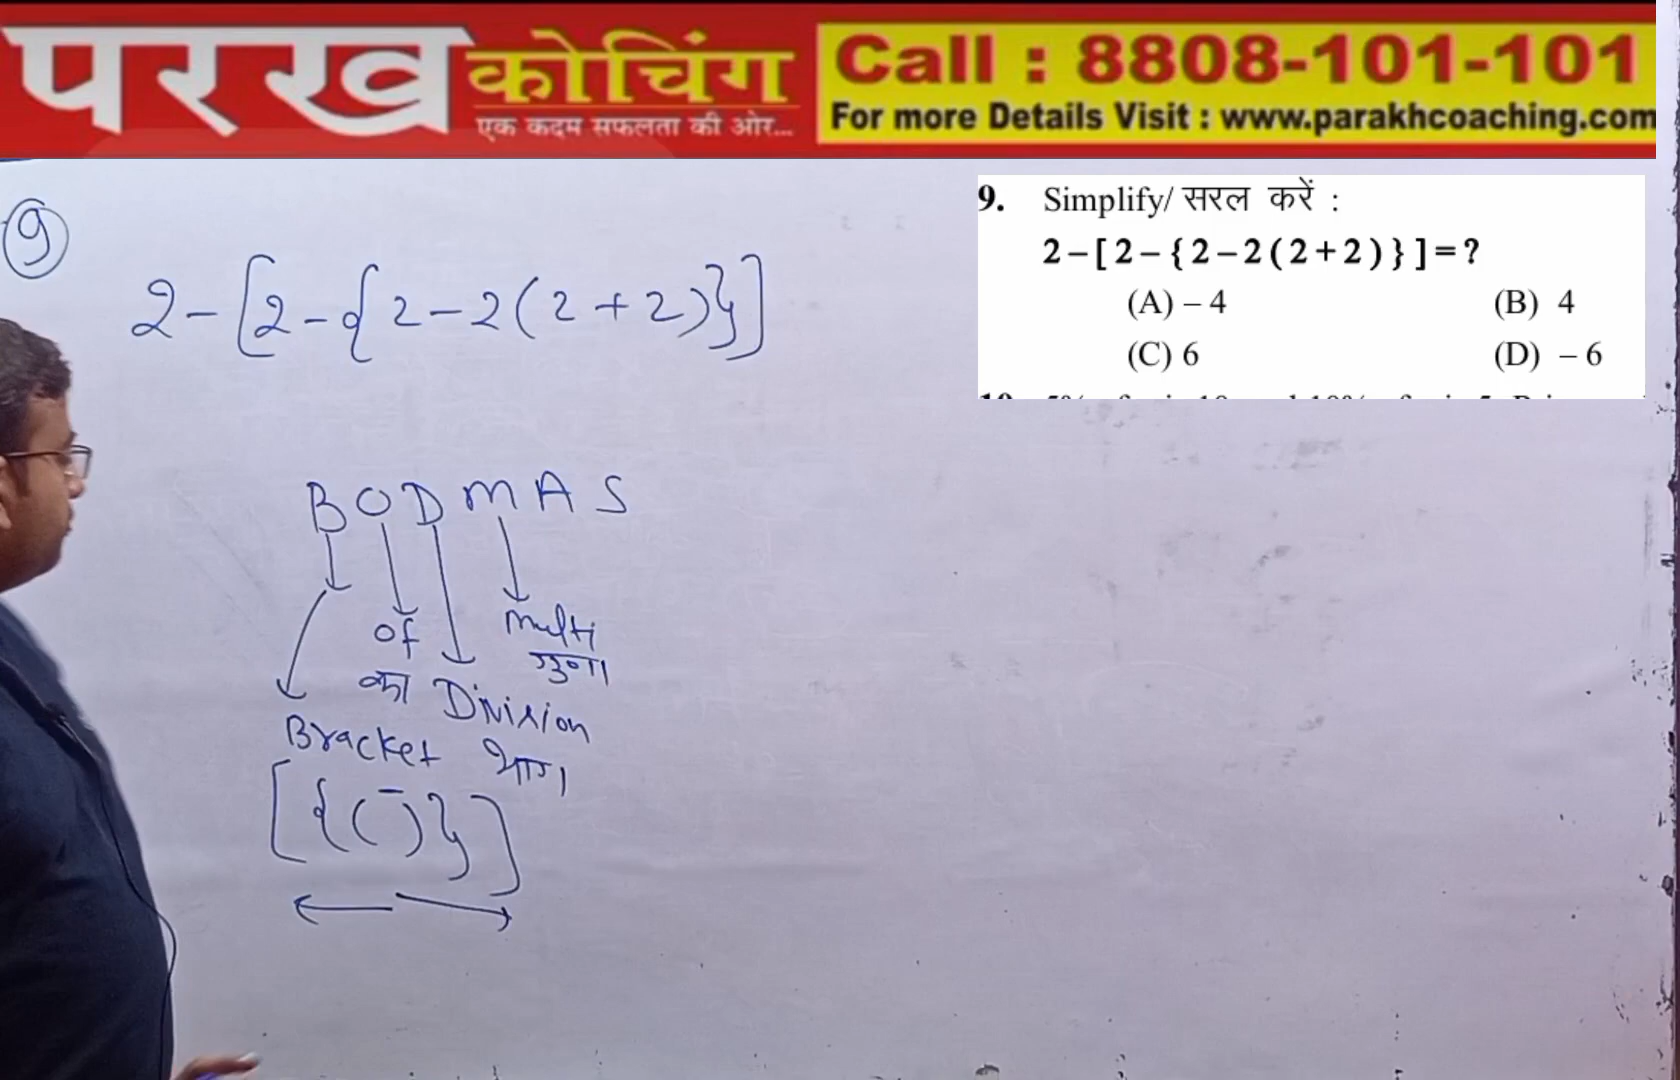 परख कोचिंग
एक कदम सफलता की ओर...
Call : 8808-101-101
For more Details Visit : www.parakhcoaching.com
9
2-[2-{2-2(2+2)}]
9. Simplify/ सरल करें :
2–[2–{2–2(2+2)}]=?
(A) – 4 (B) 4
(C) 6 (D) – 6
B O D M A S
of
का
multi
गुणा
Division
भाग
Bracket
[{(‾)}]